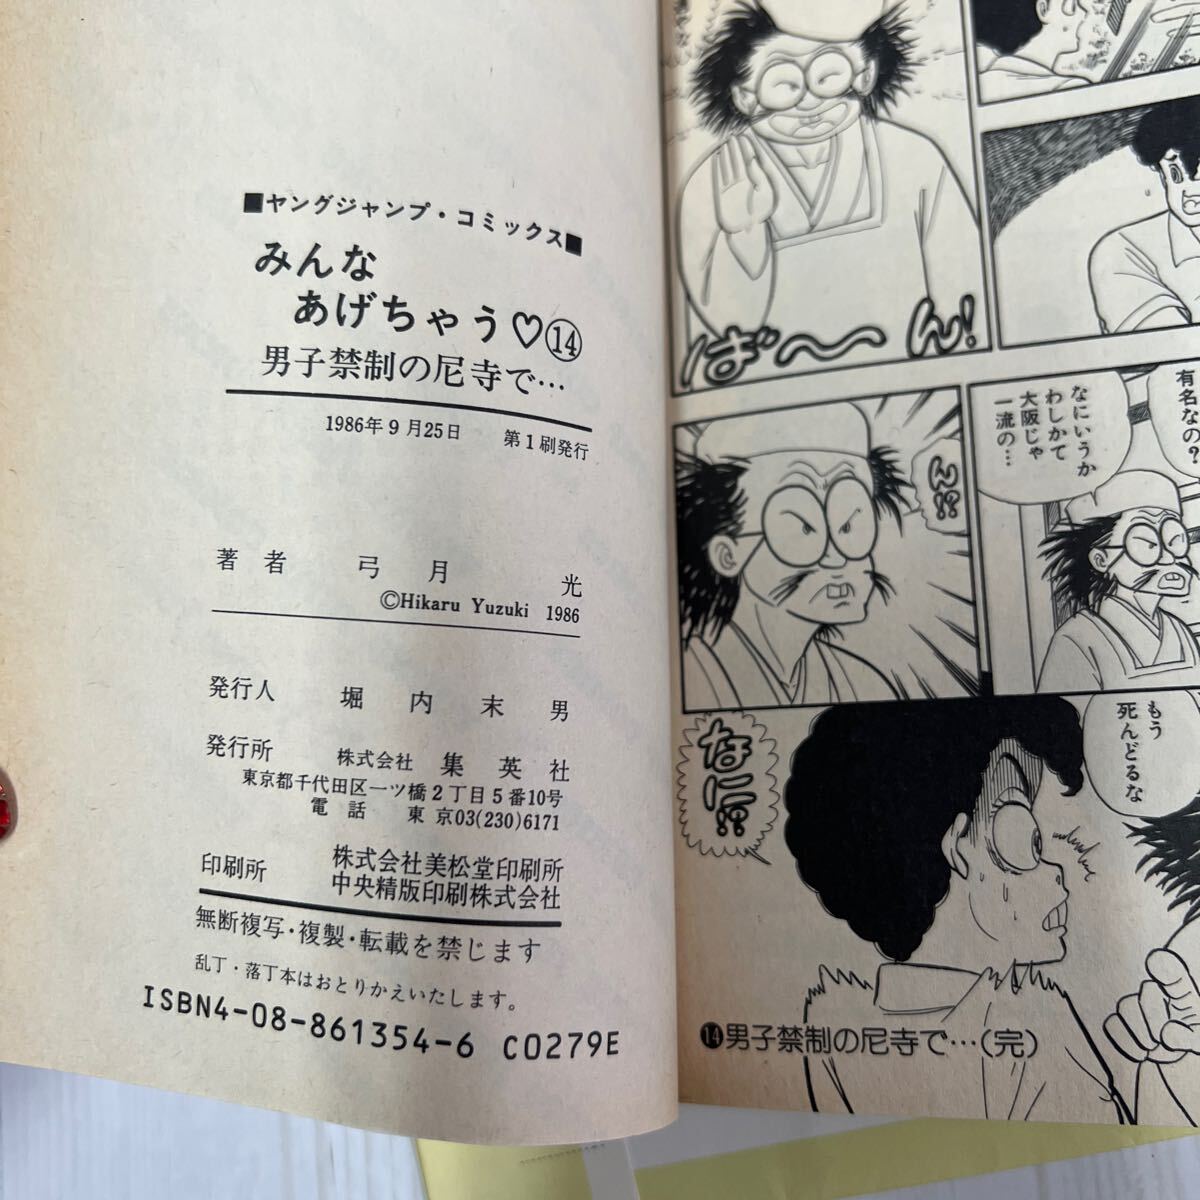 ■ヤングジャンプ・コミックス■
みんな
あげちゃう♡⑭
男子禁制の尼寺で…
1986年9月25日 第1刷発行
著者 弓月 光
©Hikaru Yuzuki 1986
発行人 堀内末男
発行所 株式会社 集英社
東京都千代田区一ツ橋2丁目5番10号
電話 東京03(230)6171
印刷所 株式会社美松堂印刷所
中央精版印刷株式会社
無断複写・複製・転載を禁じます
乱丁・落丁本はおとりかえいたします。
ISBN4-08-861354-6 C0279E
ば〜〜ん!
有名なの?
なにいうか
わしかて
大阪じゃ
一流の…
ん!?
もう
死んどるな
なに!?
⓮男子禁制の尼寺で…(完)